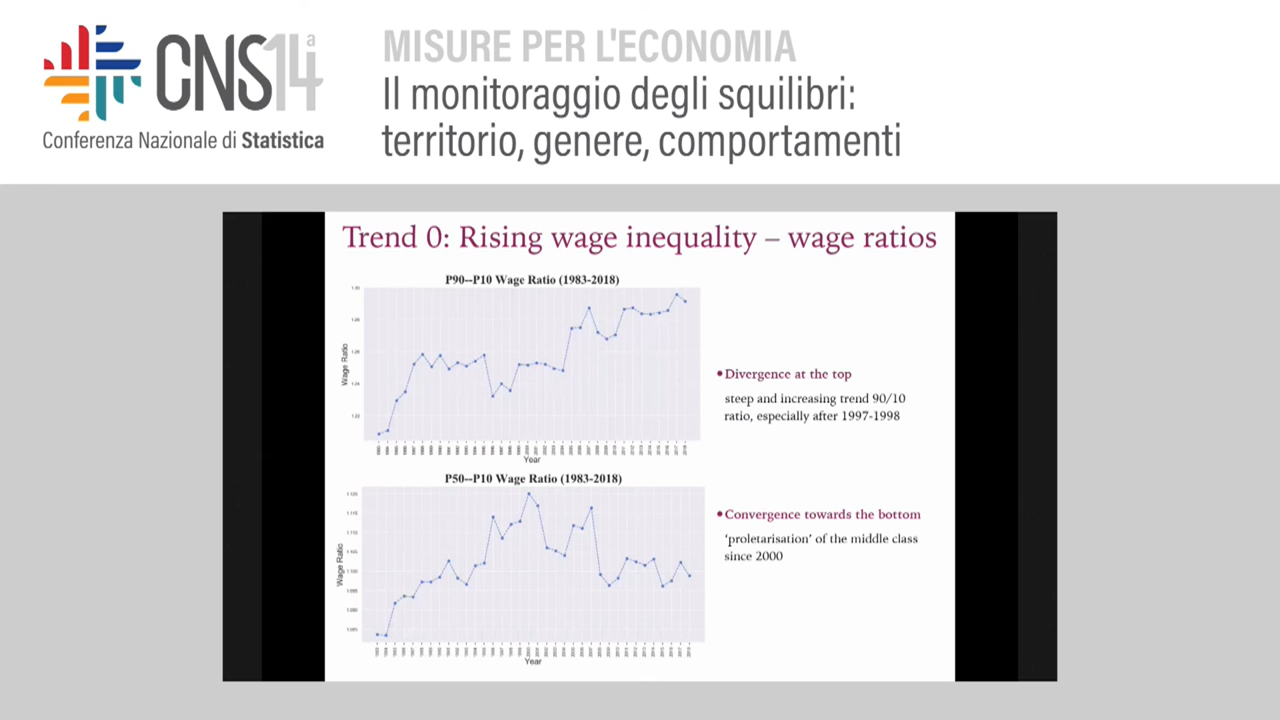 CNS14ª
Conferenza Nazionale di Statistica
MISURE PER L'ECONOMIA
Il monitoraggio degli squilibri:
territorio, genere, comportamenti
Trend 0: Rising wage inequality – wage ratios
P90--P10 Wage Ratio (1983-2018)
Wage Ratio
Year
• Divergence at the top
steep and increasing trend 90/10
ratio, especially after 1997-1998
P50--P10 Wage Ratio (1983-2018)
Wage Ratio
Year
• Convergence towards the bottom
'proletarisation' of the middle class
since 2000